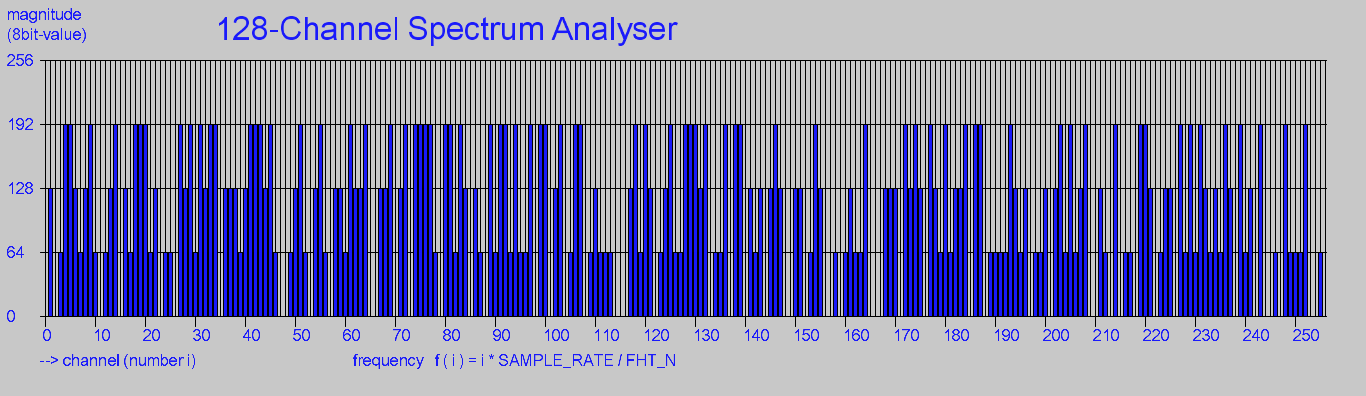 magnitude
(8bit-value)
128-Channel Spectrum Analyser
256
192
128
64
0
0 10 20 30 40 50 60 70 80 90 100 110 120 130 140 150 160 170 180 190 200 210 220 230 240 250
--> channel (number i)
frequency f ( i ) = i * SAMPLE_RATE / FHT_N